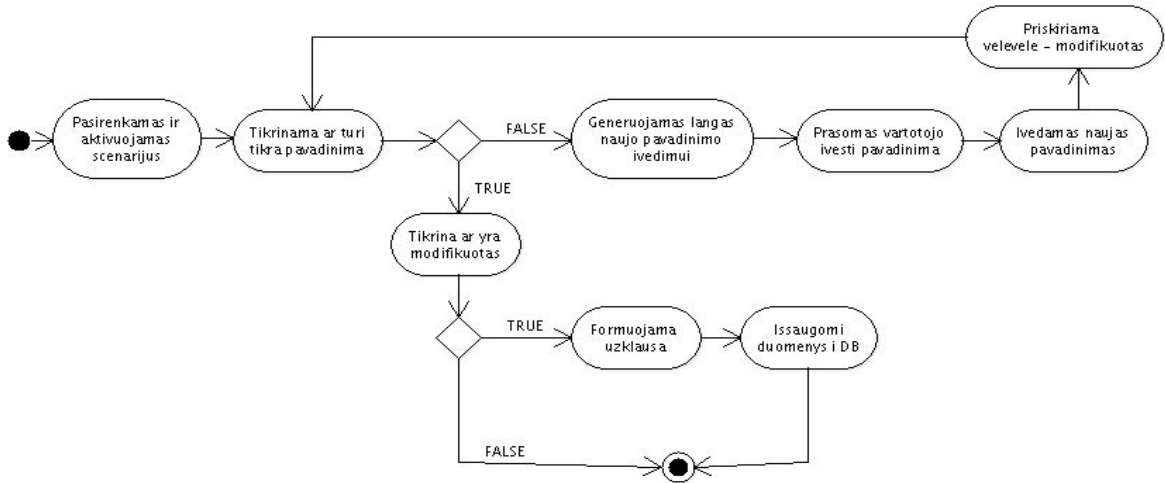 Priskiriama
velevele - modifikuotas
Pasirenkamas ir
aktivuojamas
scenarijus
Tikrinama ar turi
tikra pavadinima
FALSE
Generuojamas langas
naujo pavadinimo
ivedimui
Prasomas vartotojo
ivesti pavadinima
Ivedamas naujas
pavadinimas
TRUE
Tikrina ar yra
modifikuotas
TRUE
Formuojama
uzklausa
Issaugomi
duomenys i DB
FALSE